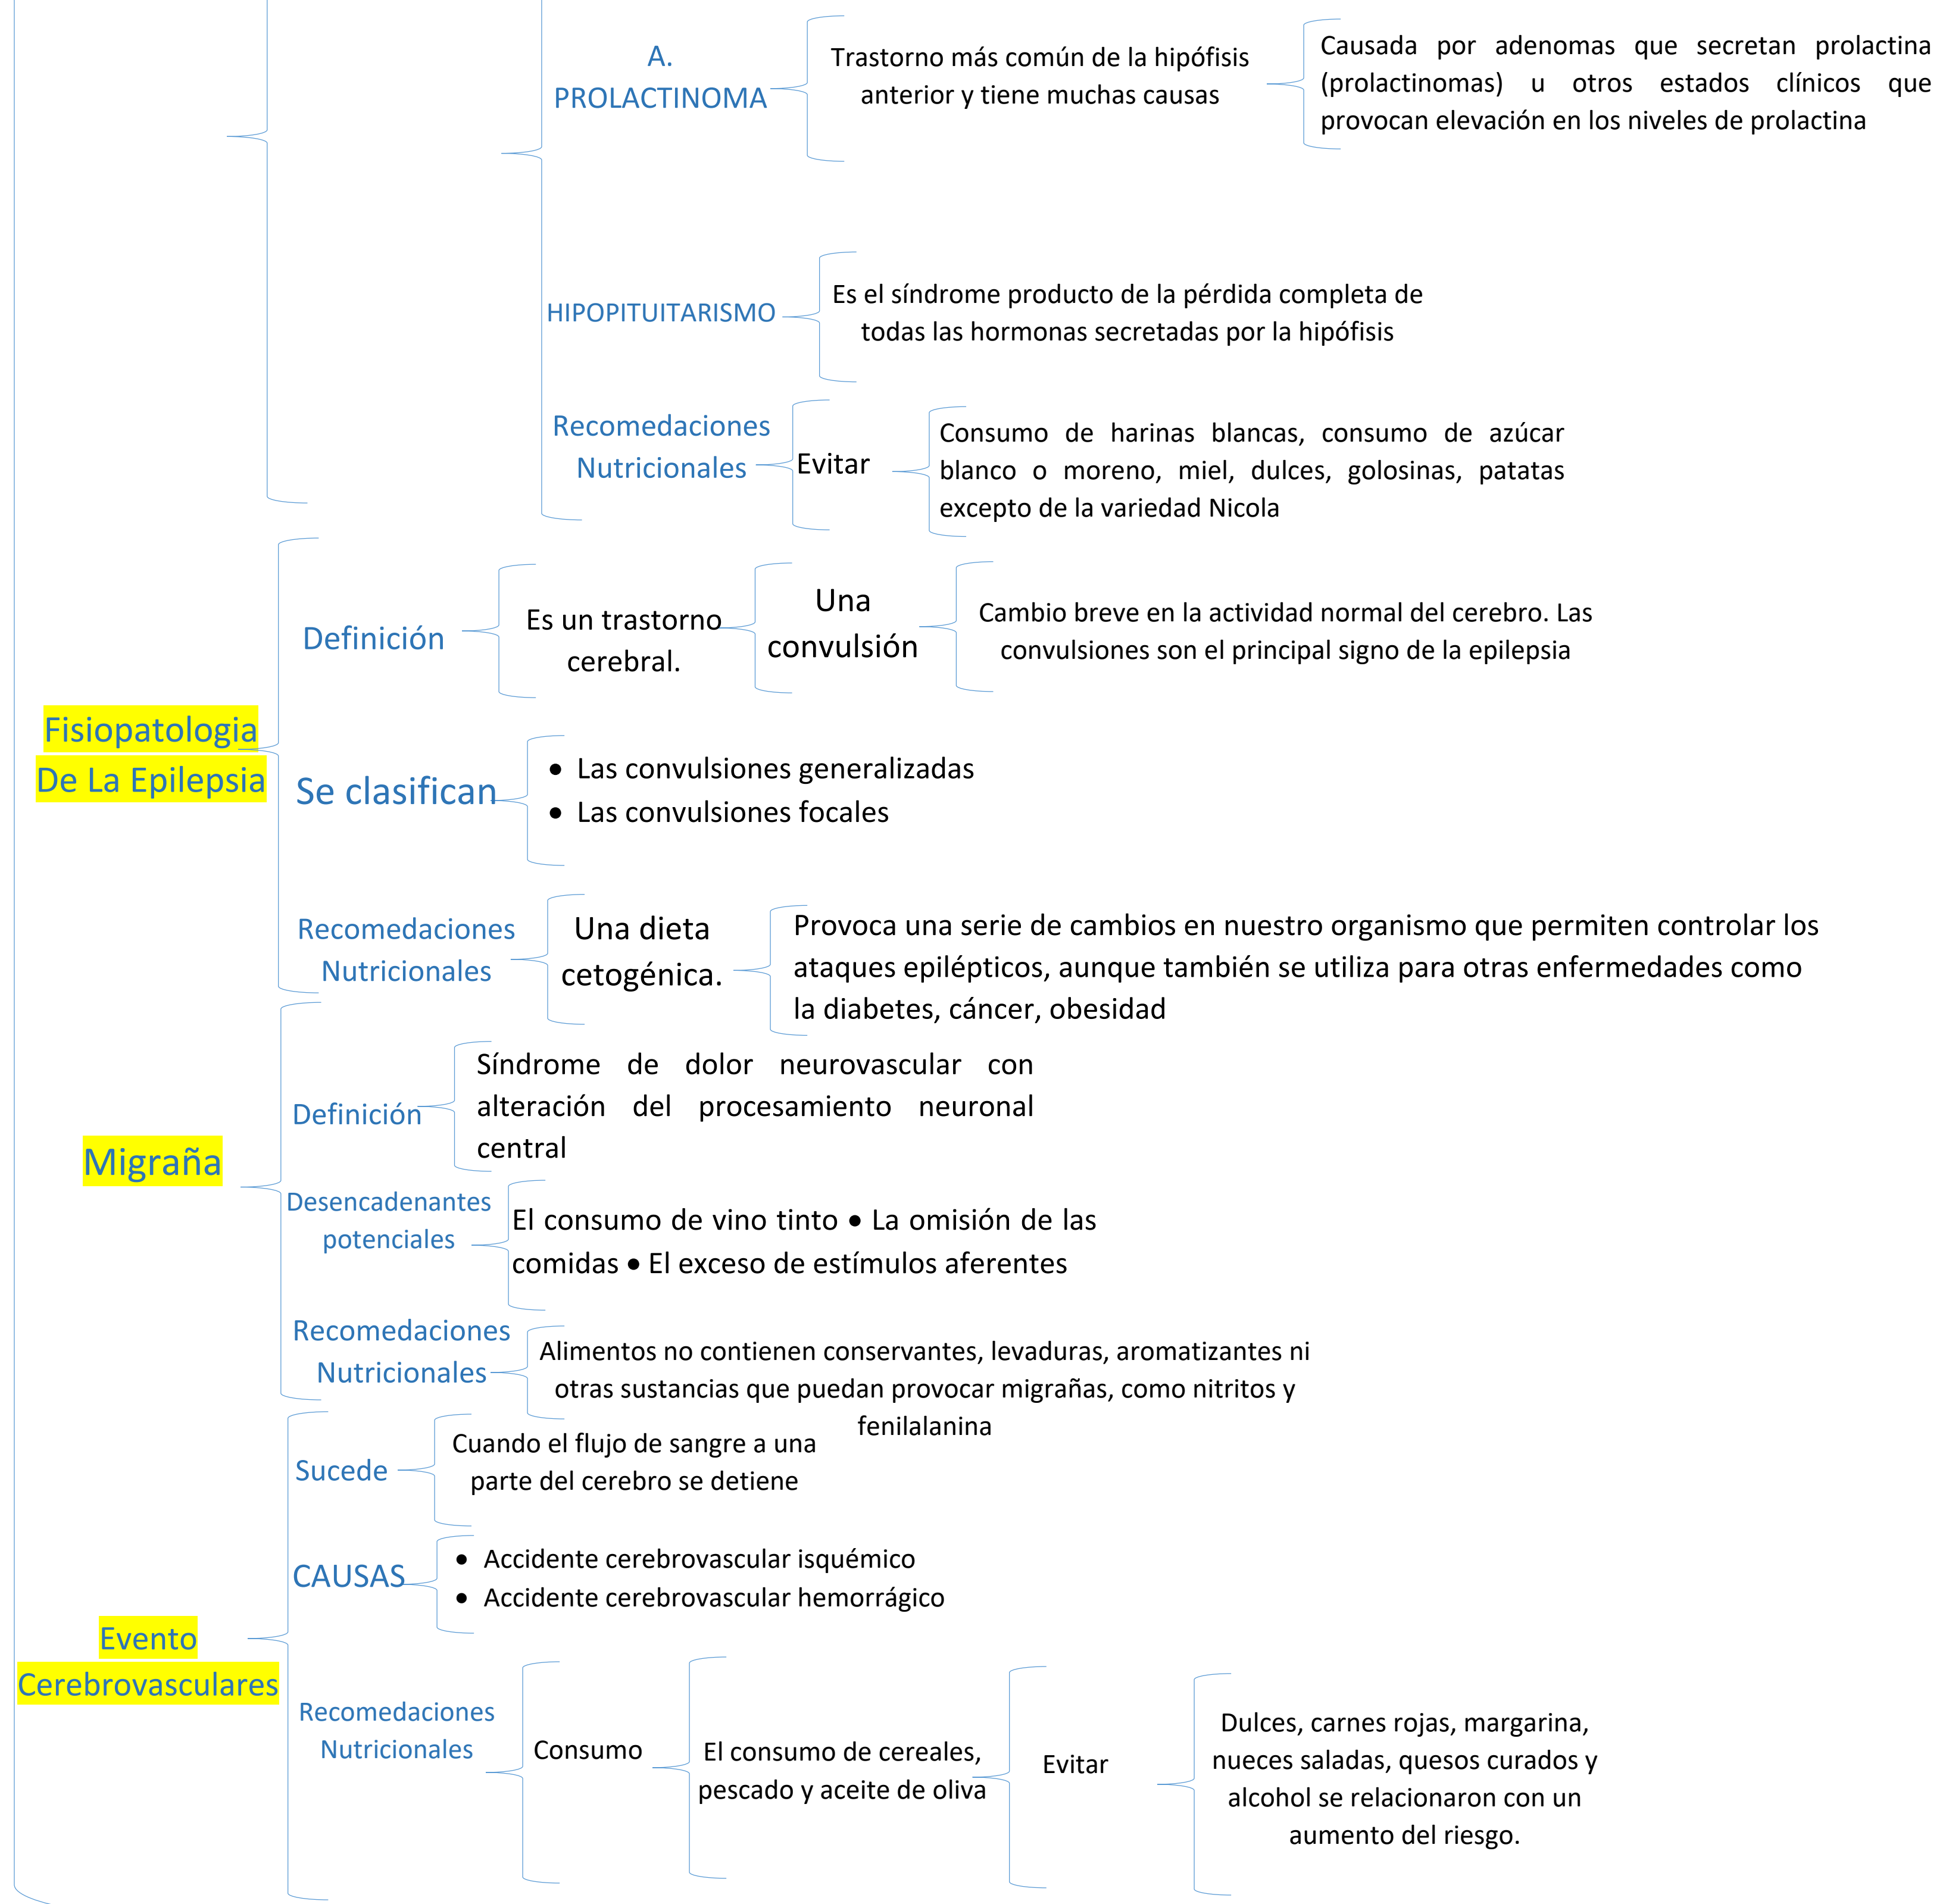 A.
PROLACTINOMA
Trastorno más común de la hipófisis
anterior y tiene muchas causas
Causada por adenomas que secretan prolactina
(prolactinomas) u otros estados clínicos que
provocan elevación en los niveles de prolactina
HIPOPITUITARISMO
Es el síndrome producto de la pérdida completa de
todas las hormonas secretadas por la hipófisis
Recomedaciones
Nutricionales
Evitar
Consumo de harinas blancas, consumo de azúcar
blanco o moreno, miel, dulces, golosinas, patatas
excepto de la variedad Nicola
Fisiopatologia
De La Epilepsia
Definición
Es un trastorno
cerebral.
Una
convulsión
Cambio breve en la actividad normal del cerebro. Las
convulsiones son el principal signo de la epilepsia
Se clasifican
• Las convulsiones generalizadas
• Las convulsiones focales
Recomedaciones
Nutricionales
Una dieta
cetogénica.
Provoca una serie de cambios en nuestro organismo que permiten controlar los
ataques epilépticos, aunque también se utiliza para otras enfermedades como
la diabetes, cáncer, obesidad
Migraña
Definición
Síndrome de dolor neurovascular con
alteración del procesamiento neuronal
central
Desencadenantes
potenciales
El consumo de vino tinto • La omisión de las
comidas • El exceso de estímulos aferentes
Recomedaciones
Nutricionales
Alimentos no contienen conservantes, levaduras, aromatizantes ni
otras sustancias que puedan provocar migrañas, como nitritos y
fenilalanina
Evento
Cerebrovasculares
Sucede
Cuando el flujo de sangre a una
parte del cerebro se detiene
CAUSAS
• Accidente cerebrovascular isquémico
• Accidente cerebrovascular hemorrágico
Recomedaciones
Nutricionales
Consumo
El consumo de cereales,
pescado y aceite de oliva
Evitar
Dulces, carnes rojas, margarina,
nueces saladas, quesos curados y
alcohol se relacionaron con un
aumento del riesgo.